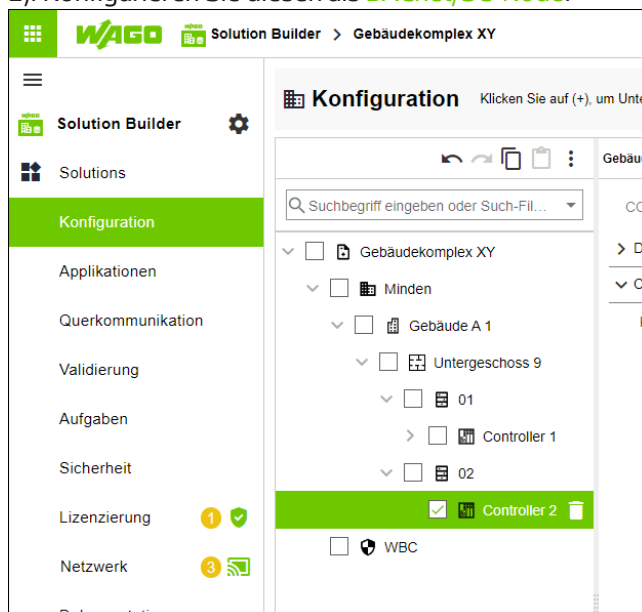 WAGO Solution Builder > Gebäudekomplex XY
Solution Builder
Solutions
Konfiguration
Applikationen
Querkommunikation
Validierung
Aufgaben
Sicherheit
Lizenzierung 1
Netzwerk 3
Konfiguration Klicken Sie auf (+), um
Gebäu
Suchbegriff eingeben oder Such-Fil...
Gebäudekomplex XY
Minden
Gebäude A 1
Untergeschoss 9
01
Controller 1
02
Controller 2
WBC